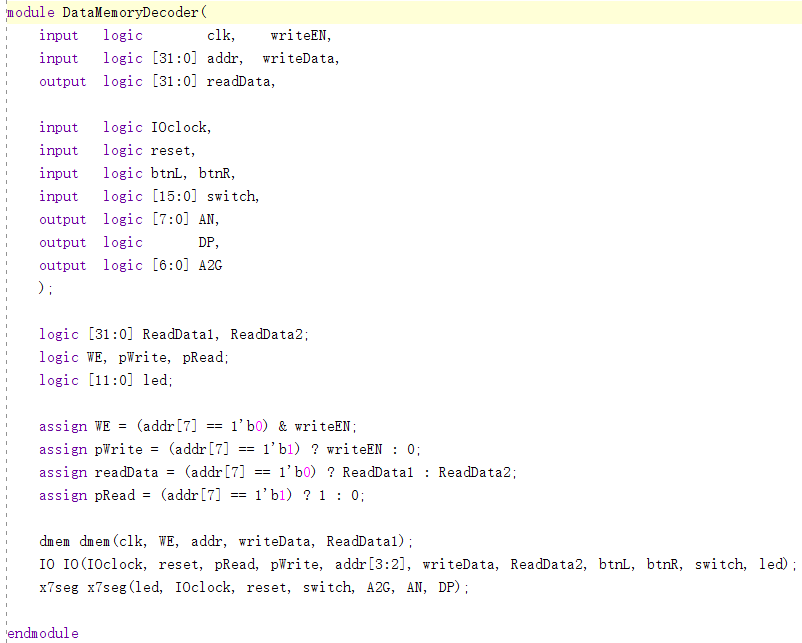 module DataMemoryDecoder(
    input   logic        clk,    writeEN,
    input   logic [31:0] addr,  writeData,
    output  logic [31:0] readData,

    input   logic IOclock,
    input   logic reset,
    input   logic btnL, btnR,
    input   logic [15:0] switch,
    output  logic [7:0] AN,
    output  logic       DP,
    output  logic [6:0] A2G
    );

    logic [31:0] ReadData1, ReadData2;
    logic WE, pWrite, pRead;
    logic [11:0] led;

    assign WE = (addr[7] == 1'b0) & writeEN;
    assign pWrite = (addr[7] == 1'b1) ? writeEN : 0;
    assign readData = (addr[7] == 1'b0) ? ReadData1 : ReadData2;
    assign pRead = (addr[7] == 1'b1) ? 1 : 0;

    dmem dmem(clk, WE, addr, writeData, ReadData1);
    IO IO(IOclock, reset, pRead, pWrite, addr[3:2], writeData, ReadData2, btnL, btnR, switch, led);
    x7seg x7seg(led, IOclock, reset, switch, A2G, AN, DP);

endmodule